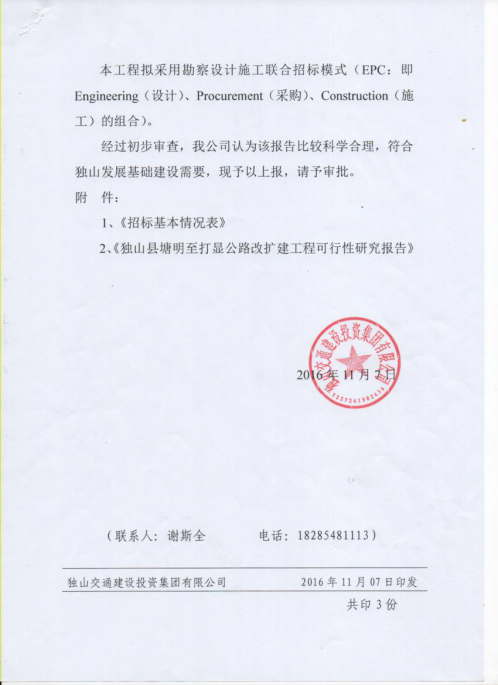 本工程拟采用勘察设计施工联合招标模式（EPC：即
Engineering（设计）、Procurement（采购）、Construction（施
工）的组合）。
经过初步审查，我公司认为该报告比较科学合理，符合
独山发展基础建设需要，现予以上报，请予审批。
附 件：
1、《招标基本情况表》
2、《独山县塘明至打显公路改扩建工程可行性研究报告》
独山交通建设投资集团有限公司
2016 年 11 月 7 日
（联系人：谢斯全 电话：18285481113）
独山交通建设投资集团有限公司 2016 年 11 月 07 日印发
共印 3 份